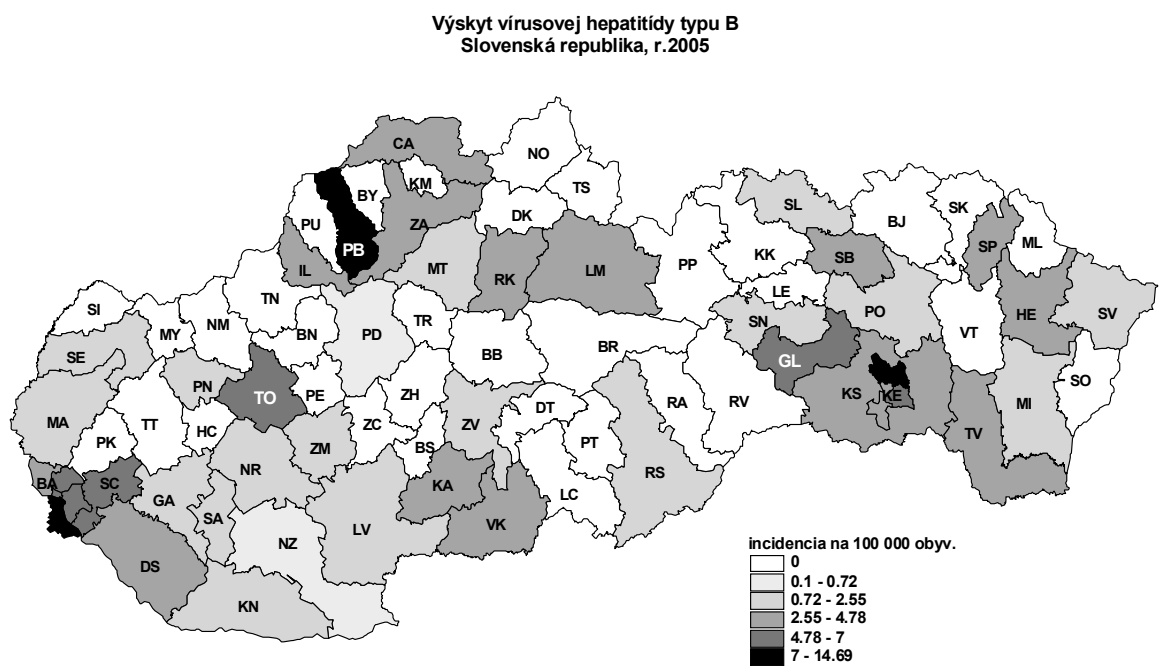 Výskyt vírusovej hepatitídy typu B
Slovenská republika, r.2005
CA
NO
KM
BY
TS
PU
DK
ZA
PB
IL
MT
RK
LM
PP
SL
KK
SB
BJ
SK
SP
ML
LE
SN
PO
VT
HE
SV
SI
MY
NM
TN
BN
PD
TR
BB
BR
GL
SE
PN
TO
PE
ZH
RA
RV
KS
KE
SO
MA
PK
TT
HC
ZM
ZC
BS
ZV
DT
PT
TV
MI
BA
SC
GA
NR
SA
KA
VK
LC
RS
DS
NZ
LV
KN
incidencia na 100 000 obyv.
0
0.1 - 0.72
0.72 - 2.55
2.55 - 4.78
4.78 - 7
7 - 14.69